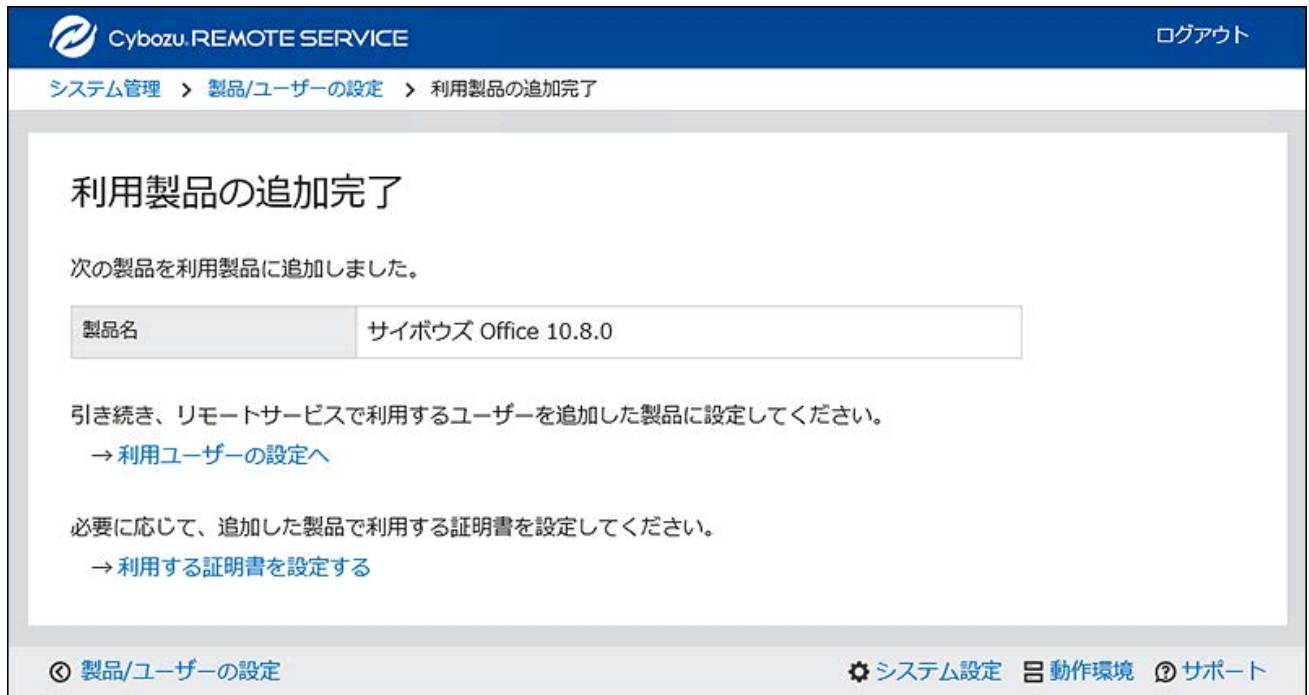 Cybozu. REMOTE SERVICE ログアウト
システム管理 > 製品/ユーザーの設定 > 利用製品の追加完了
利用製品の追加完了
次の製品を利用製品に追加しました。
製品名 サイボウズ Office 10.8.0
引き続き、リモートサービスで利用するユーザーを追加した製品に設定してください。
→利用ユーザーの設定へ
必要に応じて、追加した製品で利用する証明書を設定してください。
→利用する証明書を設定する
製品/ユーザーの設定 システム設定 動作環境 サポート